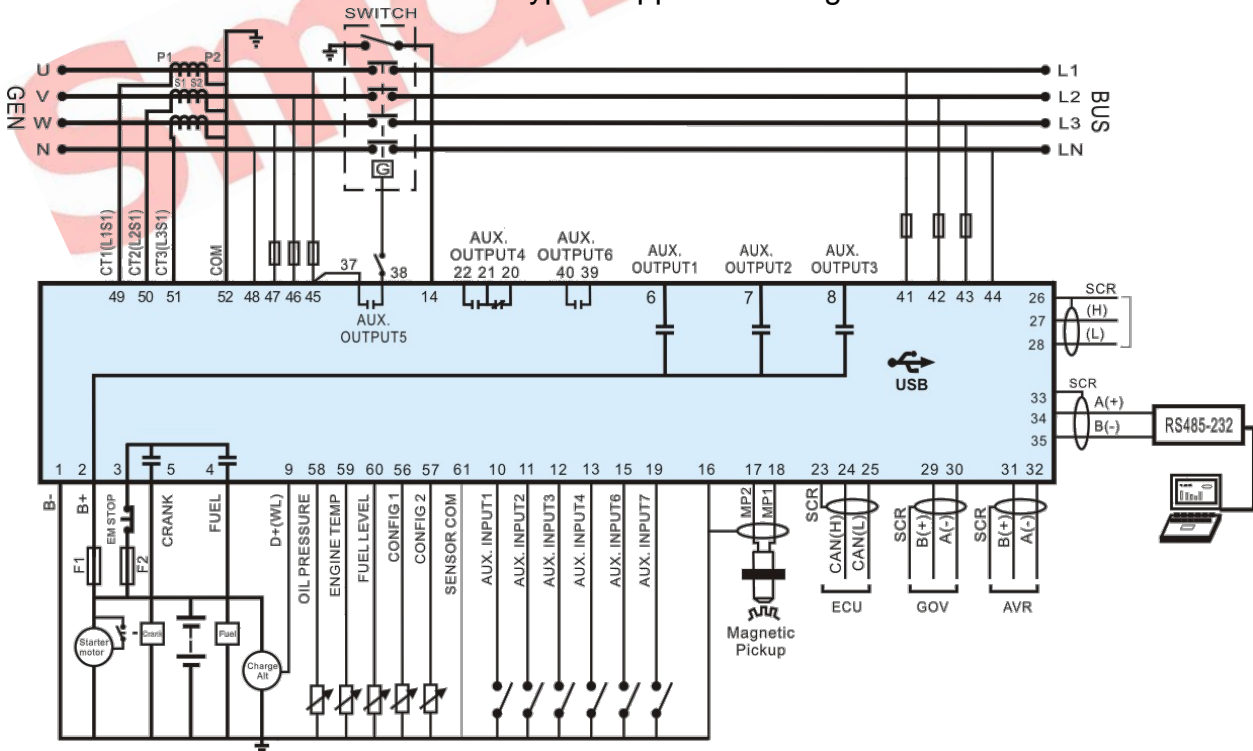 SWITCH
P1 P2
S1 S2
GEN
U
V
W
N
L1
L2
L3
LN
BUS
G
CT1(L1S1)
CT2(L2S1)
CT3(L3S1)
COM
37
38
AUX.
OUTPUT4
22 21 20
AUX.
OUTPUT6
40 39
AUX.
OUTPUT1
AUX.
OUTPUT2
AUX.
OUTPUT3
49 50 51 52 48 47 46 45 14 6 7 8 41 42 43 44
AUX.
OUTPUT5
USB
26 SCR
27 (H)
28 (L)
33 SCR
34 A(+)
35 B(-)
RS485-232
1 2 3 5 4 9 58 59 60 56 57 61 10 11 12 13 15 19 16 17 18 23 24 25 29 30 31 32
B-
B+
EM STOP
CRANK
FUEL
D+(WL)
OIL PRESSURE
ENGINE TEMP
FUEL LEVEL
CONFIG 1
CONFIG 2
SENSOR COM
AUX. INPUT1
AUX. INPUT2
AUX. INPUT3
AUX. INPUT4
AUX. INPUT6
AUX. INPUT7
MP2
MP1
SCR
CAN(H)
CAN(L)
SCR
B(+)
A(-)
SCR
B(+)
A(-)
F1
F2
Starter
motor
Crank
Fuel
Charge
Alt
Magnetic
Pickup
ECU
GOV
AVR